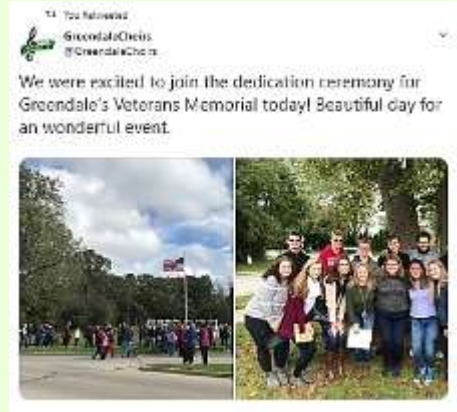 You Retweeted
GreendaleChoirs
@GreendaleChoirs
We were excited to join the dedication ceremony for
Greendale's Veterans Memorial today! Beautiful day for
an wonderful event.